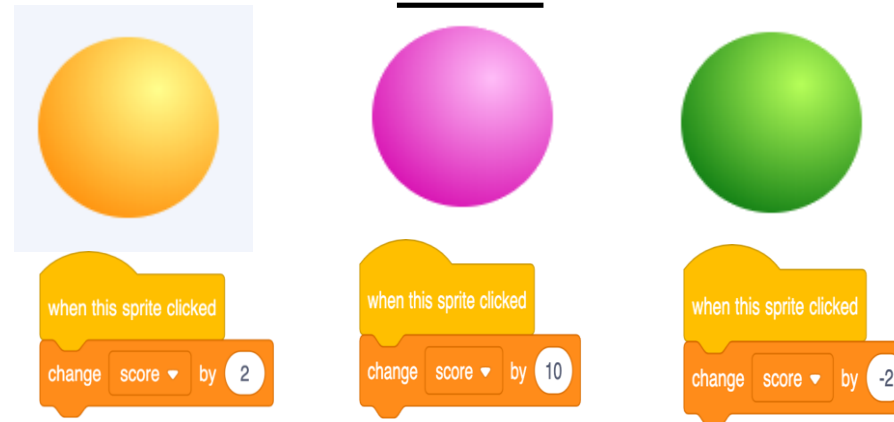 when this sprite clicked
change score by 2
when this sprite clicked
change score by 10
when this sprite clicked
change score by -2